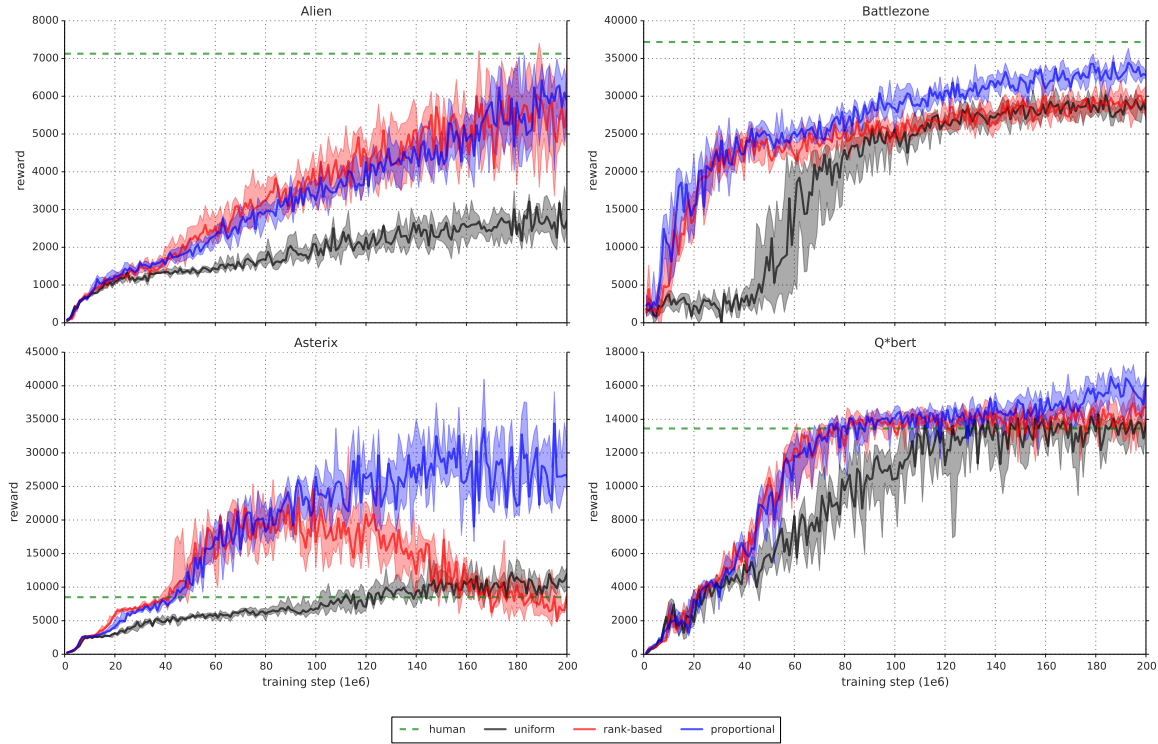 Alien
8000
7000
6000
5000
4000
3000
2000
1000
0
reward
Battlezone
40000
35000
30000
25000
20000
15000
10000
5000
0
reward
Asterix
45000
40000
35000
30000
25000
20000
15000
10000
5000
0
reward
0 20 40 60 80 100 120 140 160 180 200
training step (1e6)
Q*bert
18000
16000
14000
12000
10000
8000
6000
4000
2000
0
reward
0 20 40 60 80 100 120 140 160 180 200
training step (1e6)
human uniform rank-based proportional